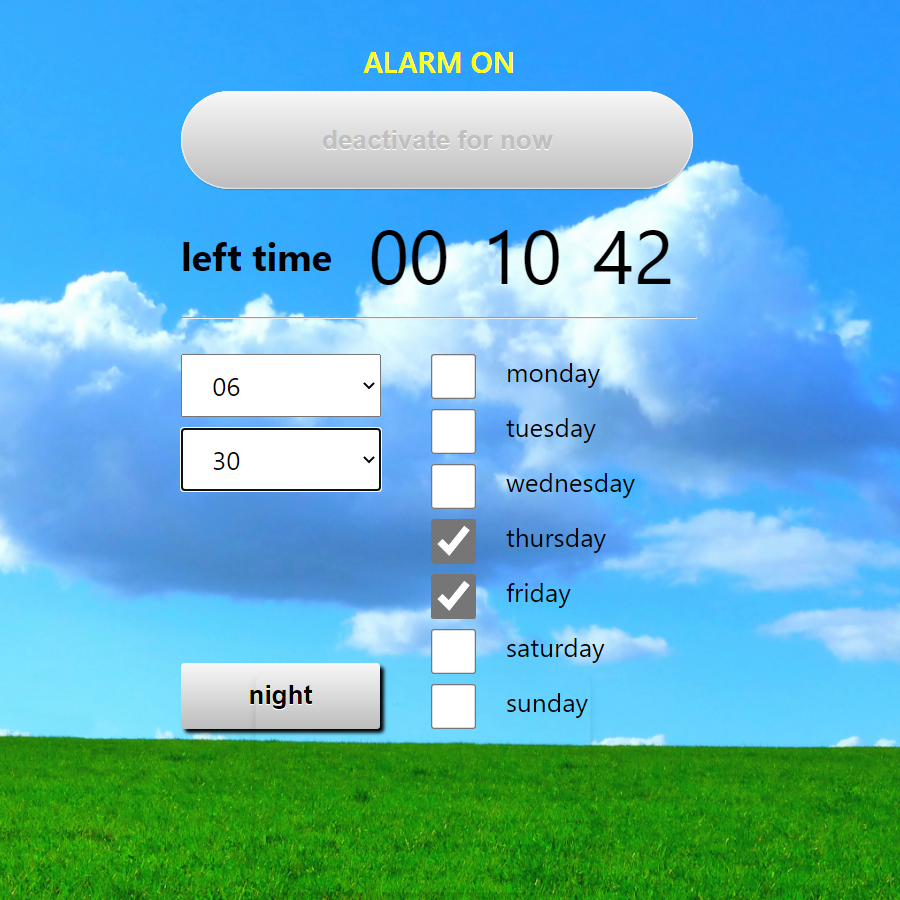 ALARM ON
deactivate for now
left time 00 10 42
06
30
monday
tuesday
wednesday
thursday
friday
saturday
sunday
night